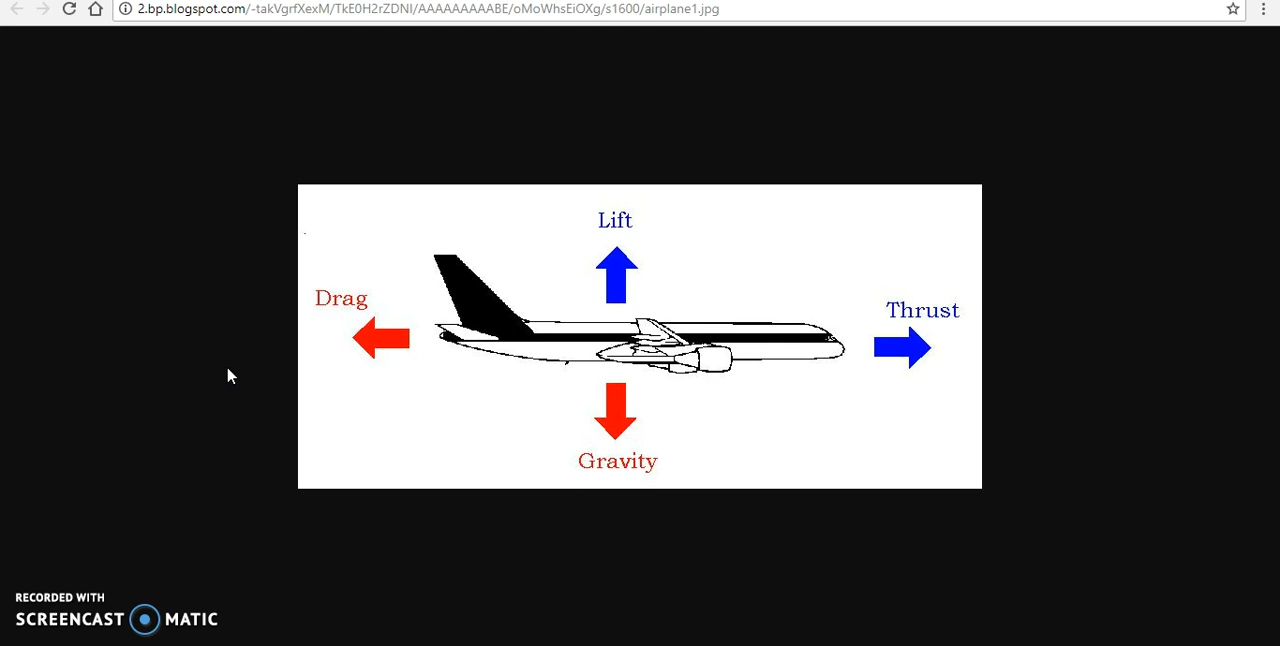 2.bp.blogspot.com/-takVgrfXexM/TkE0H2rZDNI/AAAAAAAAABE/oMoWhsEiOXg/s1600/airplane1.jpg
Lift
Drag
Thrust
Gravity
RECORDED WITH
SCREENCAST MATIC